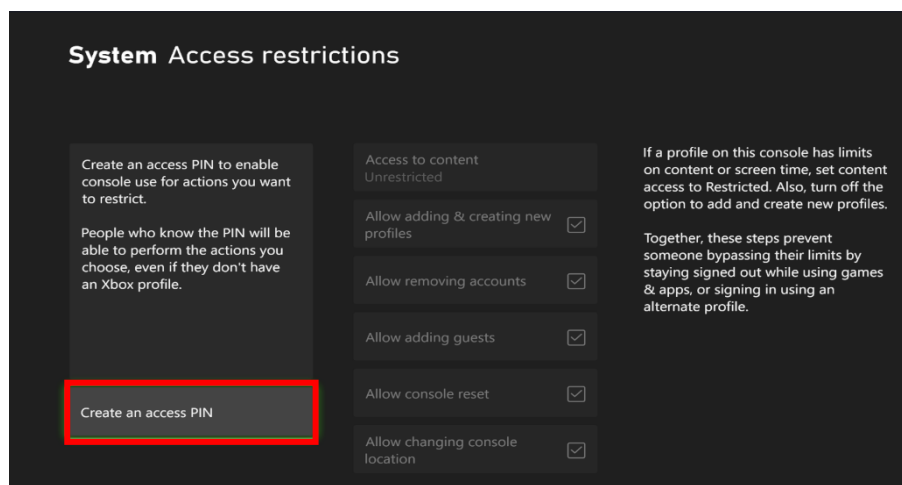 System Access restrictions
Create an access PIN to enable
console use for actions you want
to restrict.
People who know the PIN will be
able to perform the actions you
choose, even if they don't have
an Xbox profile.
Create an access PIN
Access to content
Unrestricted
Allow adding & creating new
profiles
Allow removing accounts
Allow adding guests
Allow console reset
Allow changing console
location
If a profile on this console has limits
on content or screen time, set content
access to Restricted. Also, turn off the
option to add and create new profiles.
Together, these steps prevent
someone bypassing their limits by
staying signed out while using games
& apps, or signing in using an
alternate profile.